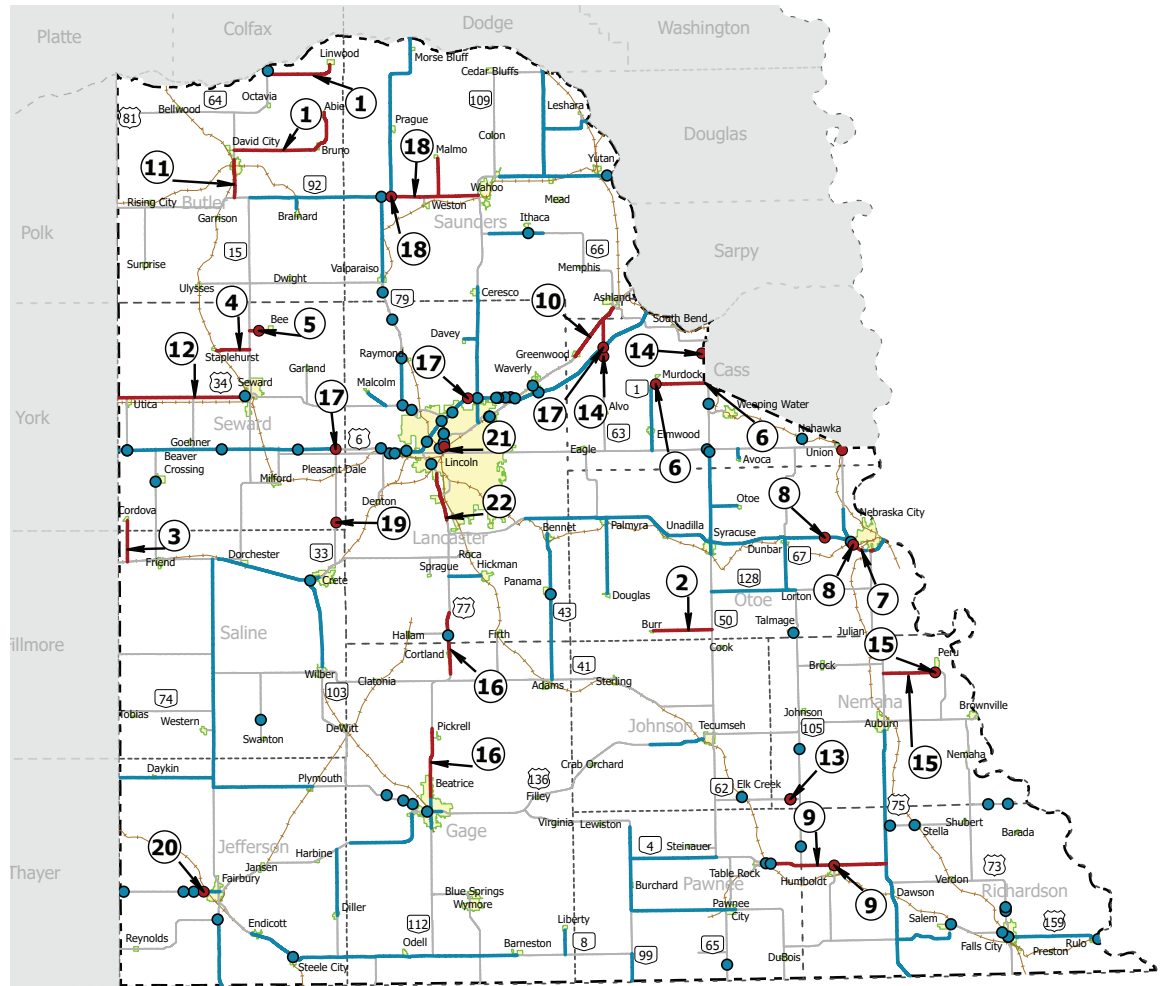 Platte
Colfax
Dodge
Washington
Linwood
Morse Bluff
Cedar Bluffs
64
Octavia
1
109
Leshara
81
Bellwood
1
Abie
Prague
Colon
Douglas
David City
Bruno
18
Malmo
Yutan
11
92
Wahoo
Rising City
Butler
Brainard
Weston
Mead
Garrison
Saunders
Ithaca
Polk
18
15
66
Sarpy
Surprise
Valparaiso
Memphis
Dwight
Ulysses
Ceresco
Ashland
4
79
10
Bee
5
South Bend
Davey
12
Staplehurst
Raymond
Greenwood
14
Cass
Garland
17
Waverly
Murdock
34
Seward
Malcolm
17
1
Utica
17
14
Alvo
Weeping Water
York
Seward
6
21
63
Elmwood
6
Nehawka
Goehner
Eagle
Union
Beaver
Crossing
Pleasant Dale
Lincoln
Avoca
Milford
8
Cordova
Denton
22
Otoe
Nebraska City
3
19
Lancaster
Bennet
Palmyra
Unadilla
Syracuse
Dunbar
67
Friend
Dorchester
33
Roca
Crete
Sprague
Hickman
Panama
2
128
8
7
77
43
Douglas
Otoe
Lorton
Saline
Burr
50
Talmage
Julian
15
illmore
Hallam
Firth
Cook
Peru
Cortland
41
Brock
Wilber
Clatonia
16
Adams
Sterling
74
103
Nemaha
Tobias
Western
Johnson
Johnson
Brownville
Pickrell
Tecumseh
105
Auburn
15
Swanton
DeWitt
16
Nemaha
Crab Orchard
13
Daykin
136
Plymouth
Beatrice
62
Elk Creek
Filley
9
75
Gage
Virginia
Lewiston
Shubert
Stella
Barada
20
Jefferson
4
Steinauer
Harbine
73
Thayer
Jansen
Table Rock
Verdon
Fairbury
Pawnee
Humboldt
Richardson
Burchard
9
Dawson
Blue Springs
Wymore
Diller
Pawnee
City
Salem
159
Endicott
112
Liberty
Reynolds
Odell
Barneston
8
65
Falls City
Rulo
Steele City
99
DuBois
Preston